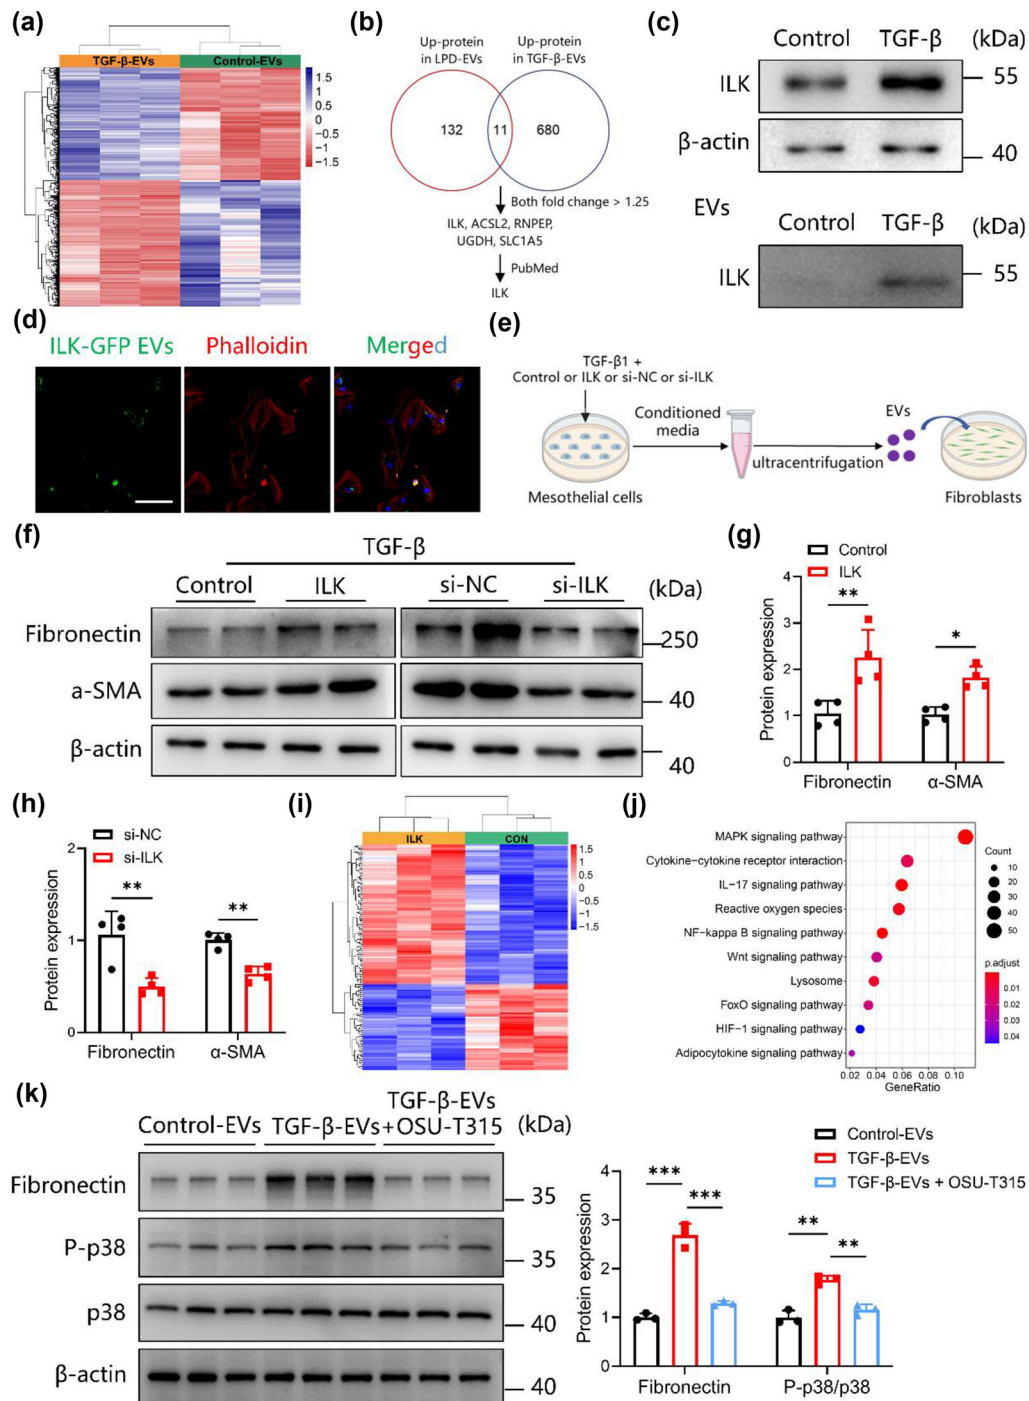 (a)
TGF-β-EVs Control-EVs
1.5
1
0.5
0
−0.5
−1
−1.5
(b)
Up-protein
in LPD-EVs
Up-protein
in TGF-β-EVs
132 11 680
Both fold change > 1.25
ILK, ACSL2, RNPEP,
UGDH, SLC1A5
PubMed
ILK
(c)
Control TGF-β (kDa)
ILK 55
β-actin 40
EVs
Control TGF-β (kDa)
ILK 55
(d)
ILK-GFP EVs Phalloidin Merged
(e)
TGF-β1 +
Control or ILK or si-NC or si-ILK
Conditioned
media
ultracentrifugation
EVs
Mesothelial cells
Fibroblasts
(f)
TGF-β
Control ILK si-NC si-ILK (kDa)
Fibronectin 250
a-SMA 40
β-actin 40
(g)
Control
ILK
Protein expression
4
3
2
1
0
** *
Fibronectin α-SMA
(h)
si-NC
si-ILK
Protein expression
2
1
0
** **
Fibronectin α-SMA
(i)
ILK CON
1.5
1
0.5
0
−0.5
−1
−1.5
(j)
MAPK signaling pathway
Cytokine−cytokine receptor interaction
IL−17 signaling pathway
Reactive oxygen species
NF−kappa B signaling pathway
Wnt signaling pathway
Lysosome
FoxO signaling pathway
HIF−1 signaling pathway
Adipocytokine signaling pathway
0.02 0.04 0.06 0.08 0.10
GeneRatio
Count
10
20
30
40
50
p.adjust
0.01
0.02
0.03
0.04
(k)
Control-EVs TGF-β-EVs TGF-β-EVs
+OSU-T315 (kDa)
Fibronectin 35
P-p38 35
p38 40
β-actin 40
Control-EVs
TGF-β-EVs
TGF-β-EVs + OSU-T315
Protein expression
4
3
2
1
0
*** *** ** **
Fibronectin P-p38/p38